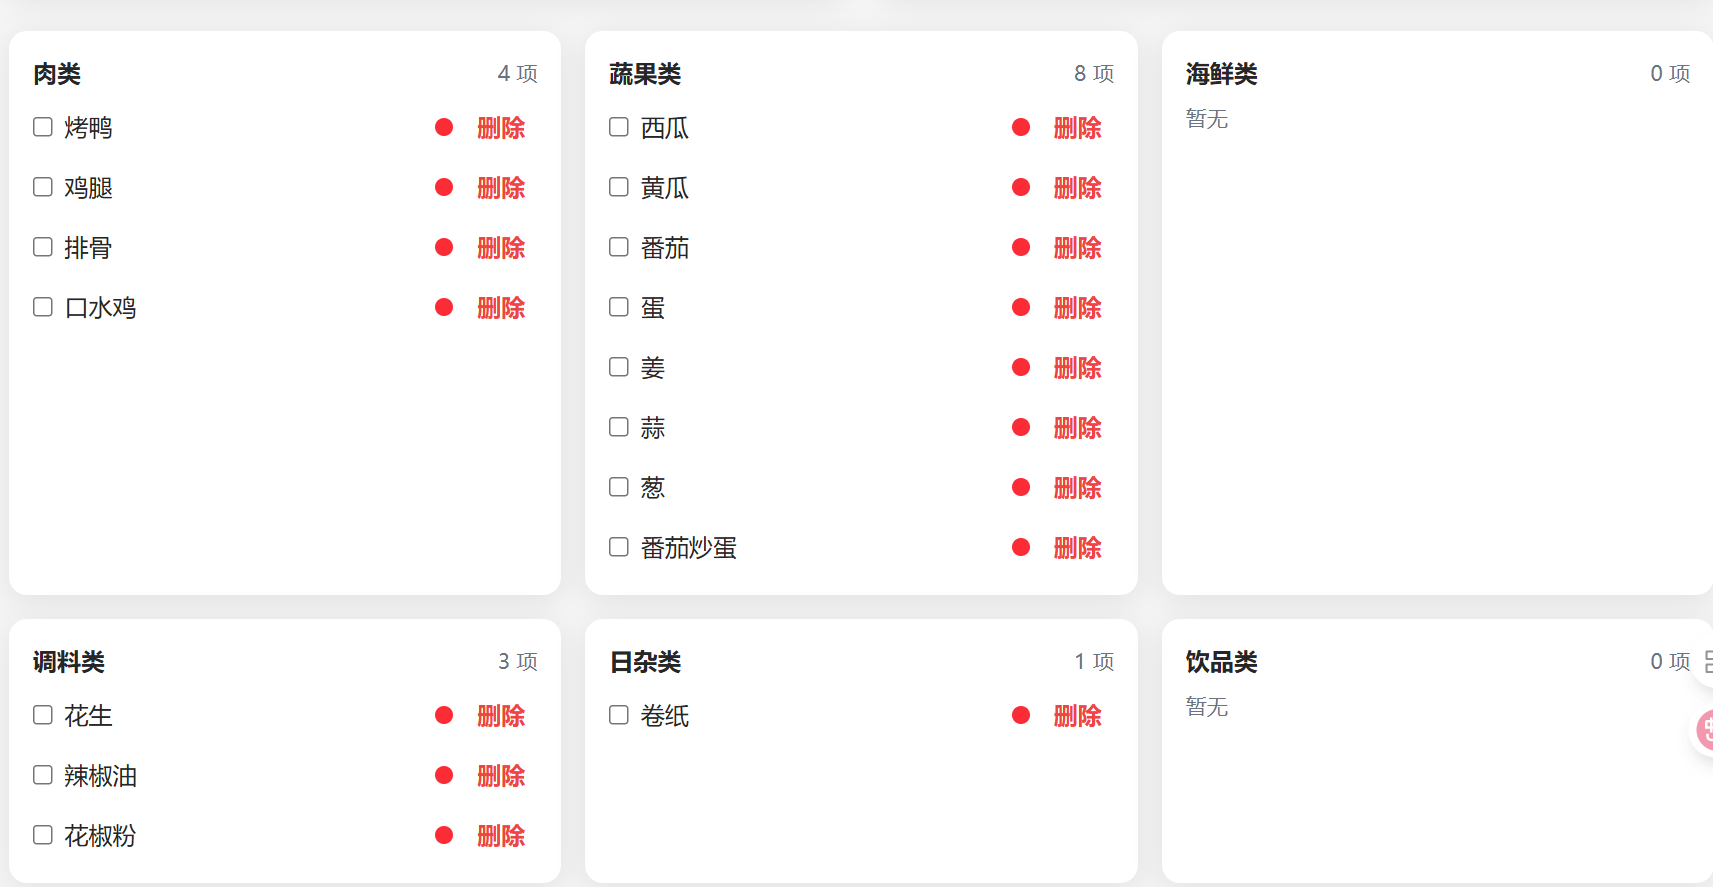 肉类 4 项
烤鸭 删除
鸡腿 删除
排骨 删除
口水鸡 删除
蔬果类 8 项
西瓜 删除
黄瓜 删除
番茄 删除
蛋 删除
姜 删除
蒜 删除
葱 删除
番茄炒蛋 删除
海鲜类 0 项
暂无
调料类 3 项
花生 删除
辣椒油 删除
花椒粉 删除
日杂类 1 项
卷纸 删除
饮品类 0 项
暂无